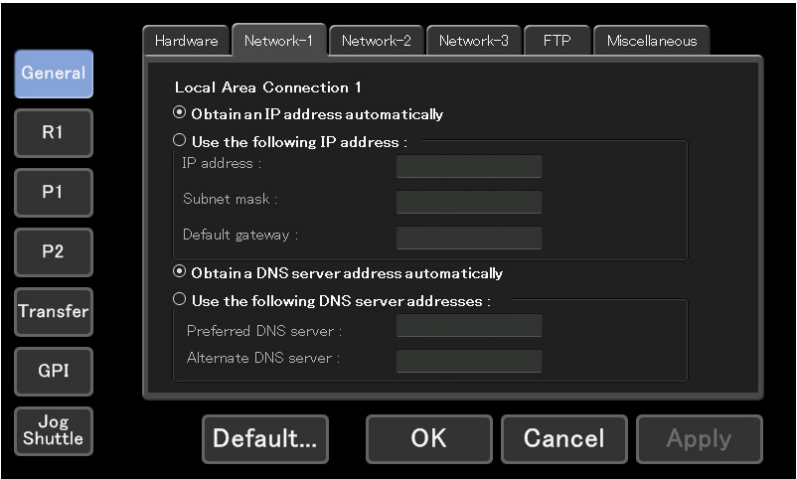 Hardware
Network-1
Network-2
Network-3
FTP
Miscellaneous
General
R1
P1
P2
Transfer
GPI
Jog
Shuttle
Local Area Connection 1
Obtain an IP address automatically
Use the following IP address :
IP address :
Subnet mask :
Default gateway :
Obtain a DNS server address automatically
Use the following DNS server addresses :
Preferred DNS server :
Alternate DNS server :
Default...
OK
Cancel
Apply